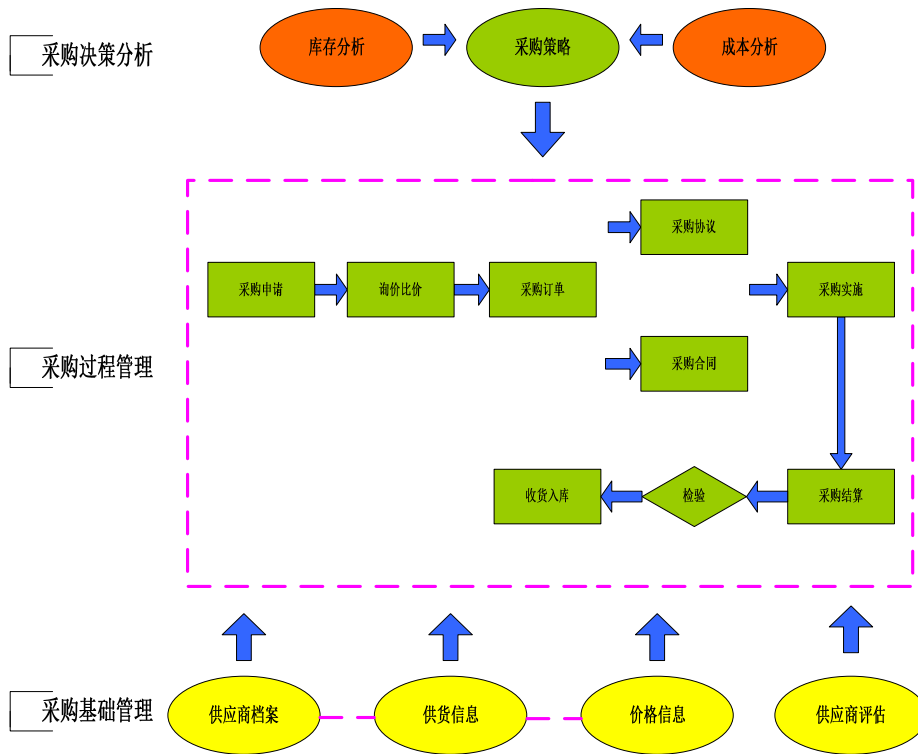 采购决策分析
库存分析
采购策略
成本分析
采购协议
采购申请
询价比价
采购订单
采购实施
采购过程管理
采购合同
收货入库
检验
采购结算
采购基础管理
供应商档案
供货信息
价格信息
供应商评估